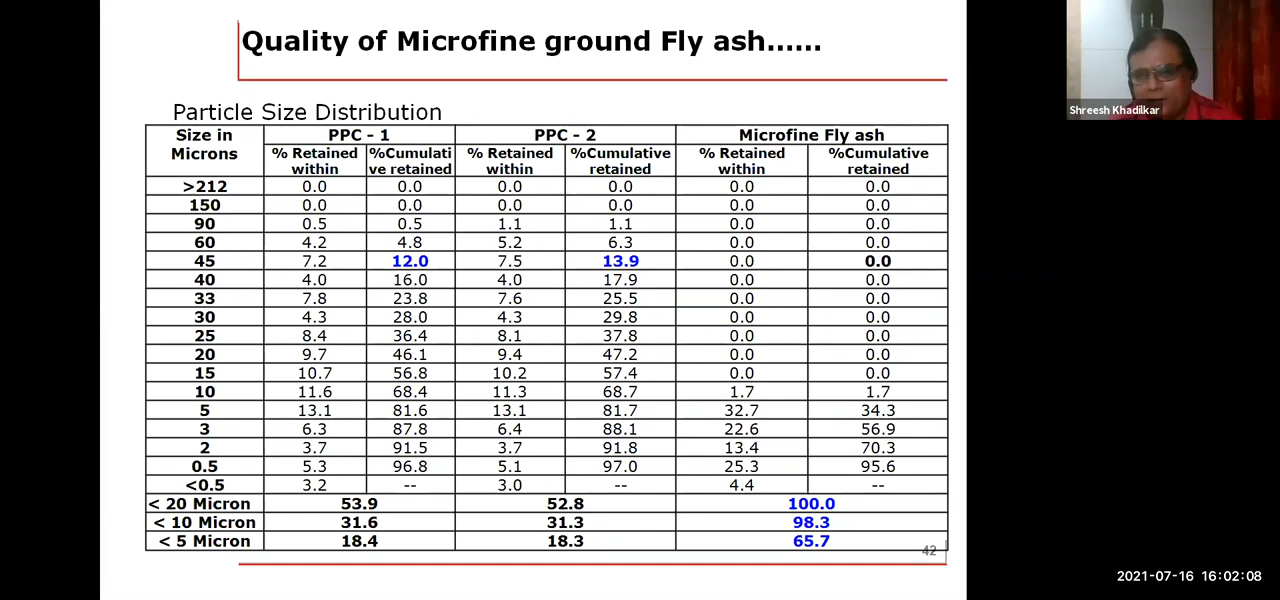 Quality of Microfine ground Fly ash......
Shreesh Khadilkar
Particle Size Distribution
Size in Microns PPC - 1 PPC - 2 Microfine Fly ash
% Retained within %Cumulati ve retained % Retained within %Cumulative retained % Retained within %Cumulative retained
>212 0.0 0.0 0.0 0.0 0.0 0.0
150 0.0 0.0 0.0 0.0 0.0 0.0
90 0.5 0.5 1.1 1.1 0.0 0.0
60 4.2 4.8 5.2 6.3 0.0 0.0
45 7.2 12.0 7.5 13.9 0.0 0.0
40 4.0 16.0 4.0 17.9 0.0 0.0
33 7.8 23.8 7.6 25.5 0.0 0.0
30 4.3 28.0 4.3 29.8 0.0 0.0
25 8.4 36.4 8.1 37.8 0.0 0.0
20 9.7 46.1 9.4 47.2 0.0 0.0
15 10.7 56.8 10.2 57.4 0.0 0.0
10 11.6 68.4 11.3 68.7 1.7 1.7
5 13.1 81.6 13.1 81.7 32.7 34.3
3 6.3 87.8 6.4 88.1 22.6 56.9
2 3.7 91.5 3.7 91.8 13.4 70.3
0.5 5.3 96.8 5.1 97.0 25.3 95.6
<0.5 3.2 -- 3.0 -- 4.4 --
< 20 Micron 53.9 52.8 100.0
< 10 Micron 31.6 31.3 98.3
< 5 Micron 18.4 18.3 65.7
42
2021-07-16 16:02:08